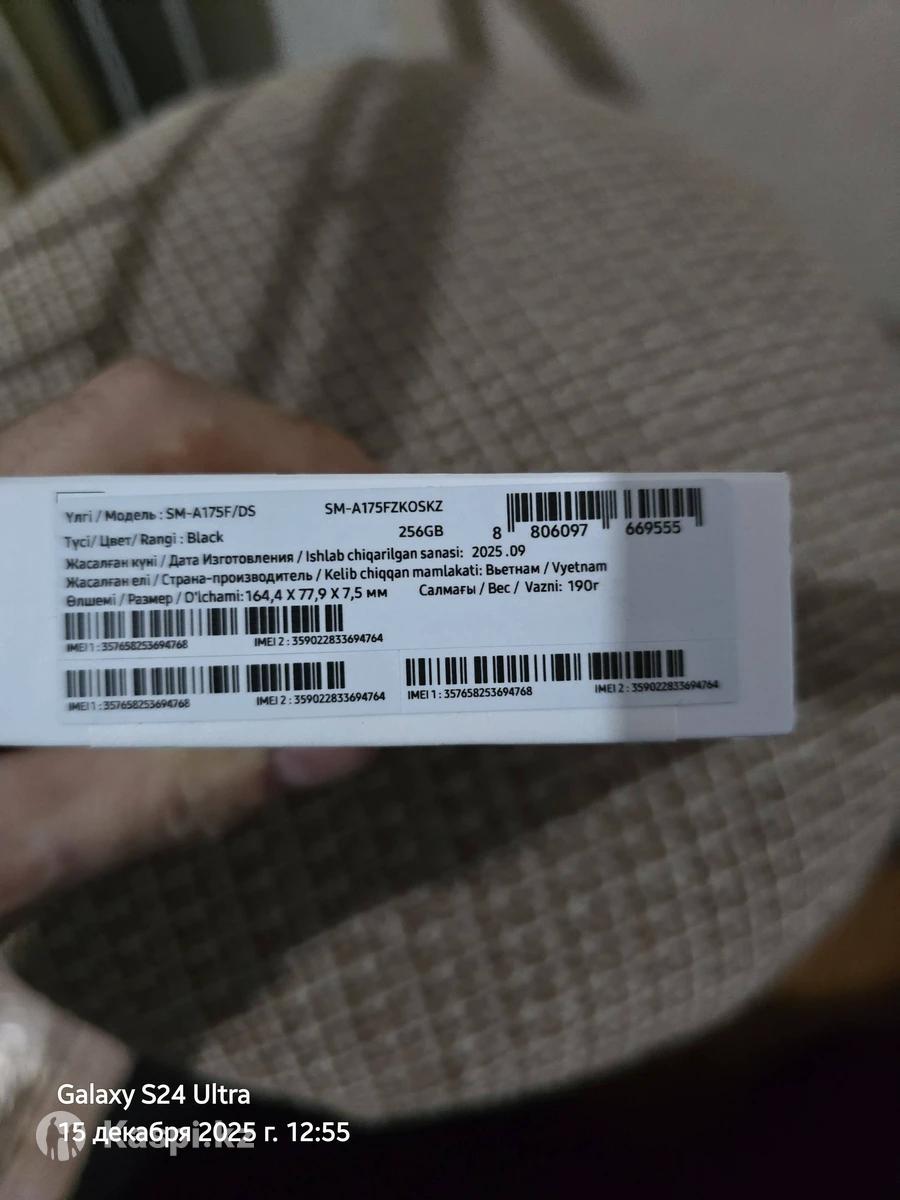 Үлгі / Модель : SM-A175F/DS SM-A175FZKOSKZ
Түсі/ Цвет/ Rangi : Black 256GB
8 806097 669555
Жасалған күні / Дата Изготовления / Ishlab chiqarilgan sanasi: 2025.09
Жасалған елі / Страна-производитель / Kelib chiqqan mamlakati: Вьетнам / Vyetnam
Өлшемі / Размер / O'lchami: 164,4 X 77,9 X 7,5 мм Салмағы / Вес / Vazni: 190г
IMEI 1 : 357658253694768 IMEI 2 : 359022833694764
IMEI 1 : 357658253694768 IMEI 2 : 359022833694764
IMEI 1 : 357658253694768 IMEI 2 : 359022833694764
Galaxy S24 Ultra
15 декабря 2025 г. 12:55
Kaspi.kz